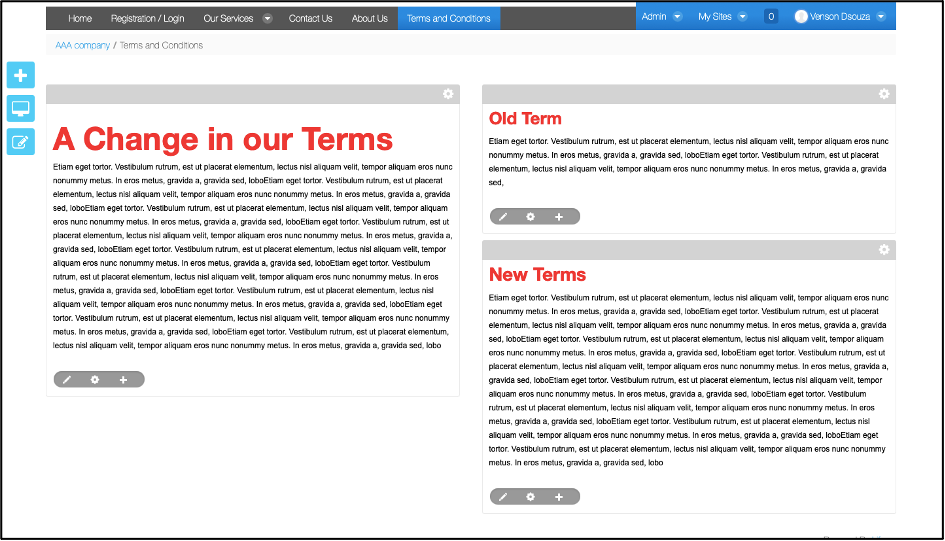 Home Registration / Login Our Services Contact Us About Us Terms and Conditions Admin My Sites 0 Venson Dsouza
AAA company / Terms and Conditions
A Change in our Terms
Etiam eget tortor. Vestibulum rutrum, est ut placerat elementum, lectus nisl aliquam velit, tempor aliquam eros nunc
nonummy metus. In eros metus, gravida a, gravida sed, loboEtiam eget tortor. Vestibulum rutrum, est ut placerat
elementum, lectus nisl aliquam velit, tempor aliquam eros nunc nonummy metus. In eros metus, gravida a, gravida
sed, loboEtiam eget tortor. Vestibulum rutrum, est ut placerat elementum, lectus nisl aliquam velit, tempor aliquam
eros nunc nonummy metus. In eros metus, gravida a, gravida sed, loboEtiam eget tortor. Vestibulum rutrum, est ut
placerat elementum, lectus nisl aliquam velit, tempor aliquam eros nunc nonummy metus. In eros metus, gravida a,
gravida sed, loboEtiam eget tortor. Vestibulum rutrum, est ut placerat elementum, lectus nisl aliquam velit, tempor
aliquam eros nunc nonummy metus. In eros metus, gravida a, gravida sed, loboEtiam eget tortor. Vestibulum
rutrum, est ut placerat elementum, lectus nisl aliquam velit, tempor aliquam eros nunc nonummy metus. In eros
metus, gravida a, gravida sed, loboEtiam eget tortor. Vestibulum rutrum, est ut placerat elementum, lectus nisl
aliquam velit, tempor aliquam eros nunc nonummy metus. In eros metus, gravida a, gravida sed, loboEtiam eget
tortor. Vestibulum rutrum, est ut placerat elementum, lectus nisl aliquam velit, tempor aliquam eros nunc nonummy
metus. In eros metus, gravida a, gravida sed, loboEtiam eget tortor. Vestibulum rutrum, est ut placerat elementum,
lectus nisl aliquam velit, tempor aliquam eros nunc nonummy metus. In eros metus, gravida a, gravida sed, lobo
Old Term
Etiam eget tortor. Vestibulum rutrum, est ut placerat elementum, lectus nisl aliquam velit, tempor aliquam eros nunc
nonummy metus. In eros metus, gravida a, gravida sed, loboEtiam eget tortor. Vestibulum rutrum, est ut placerat
elementum, lectus nisl aliquam velit, tempor aliquam eros nunc nonummy metus. In eros metus, gravida a, gravida
sed,
New Terms
Etiam eget tortor. Vestibulum rutrum, est ut placerat elementum, lectus nisl aliquam velit, tempor aliquam eros nunc
nonummy metus. In eros metus, gravida a, gravida sed, loboEtiam eget tortor. Vestibulum rutrum, est ut placerat
elementum, lectus nisl aliquam velit, tempor aliquam eros nunc nonummy metus. In eros metus, gravida a, gravida
sed, loboEtiam eget tortor. Vestibulum rutrum, est ut placerat elementum, lectus nisl aliquam velit, tempor aliquam
eros nunc nonummy metus. In eros metus, gravida a, gravida sed, loboEtiam eget tortor. Vestibulum rutrum, est ut
placerat elementum, lectus nisl aliquam velit, tempor aliquam eros nunc nonummy metus. In eros metus, gravida a,
gravida sed, loboEtiam eget tortor. Vestibulum rutrum, est ut placerat elementum, lectus nisl aliquam velit, tempor
aliquam eros nunc nonummy metus. In eros metus, gravida a, gravida sed, loboEtiam eget tortor. Vestibulum
rutrum, est ut placerat elementum, lectus nisl aliquam velit, tempor aliquam eros nunc nonummy metus. In eros
metus, gravida a, gravida sed, loboEtiam eget tortor. Vestibulum rutrum, est ut placerat elementum, lectus nisl
aliquam velit, tempor aliquam eros nunc nonummy metus. In eros metus, gravida a, gravida sed, loboEtiam eget
tortor. Vestibulum rutrum, est ut placerat elementum, lectus nisl aliquam velit, tempor aliquam eros nunc nonummy
metus. In eros metus, gravida a, gravida sed, lobo